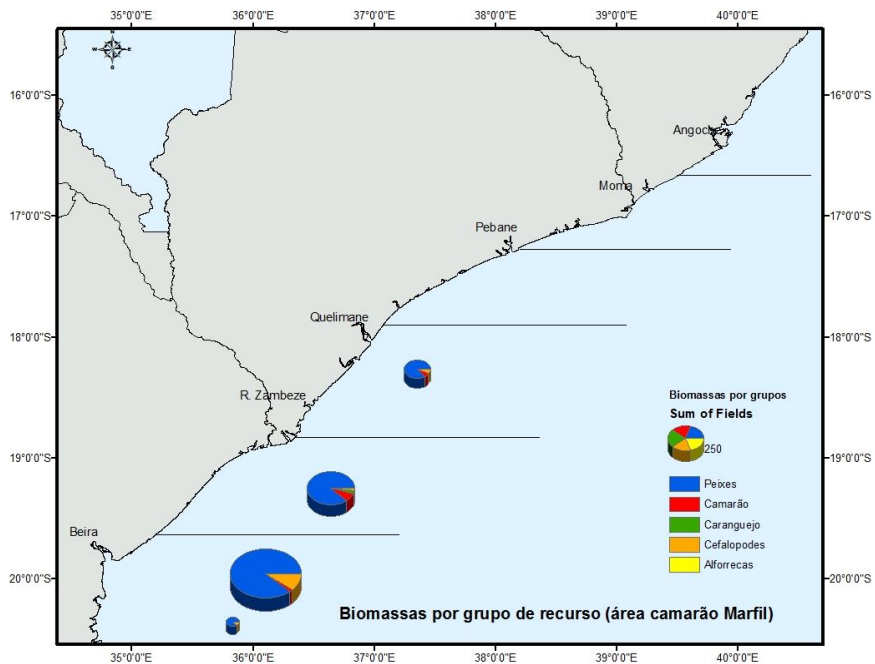 35°0'0"E 36°0'0"E 37°0'0"E 38°0'0"E 39°0'0"E 40°0'0"E
N
W E
S
16°0'0"S 16°0'0"S
Angoche
Moma
17°0'0"S 17°0'0"S
Pebane
Quelimane
18°0'0"S 18°0'0"S
R. Zambeze
Biomassas por grupos
Sum of Fields
250
19°0'0"S 19°0'0"S
Peixes
Camarão
Caranguejo
Cefalopodes
Alforrecas
Beira
20°0'0"S 20°0'0"S
Biomassas por grupo de recurso (área camarão Marfil)
35°0'0"E 36°0'0"E 37°0'0"E 38°0'0"E 39°0'0"E 40°0'0"E